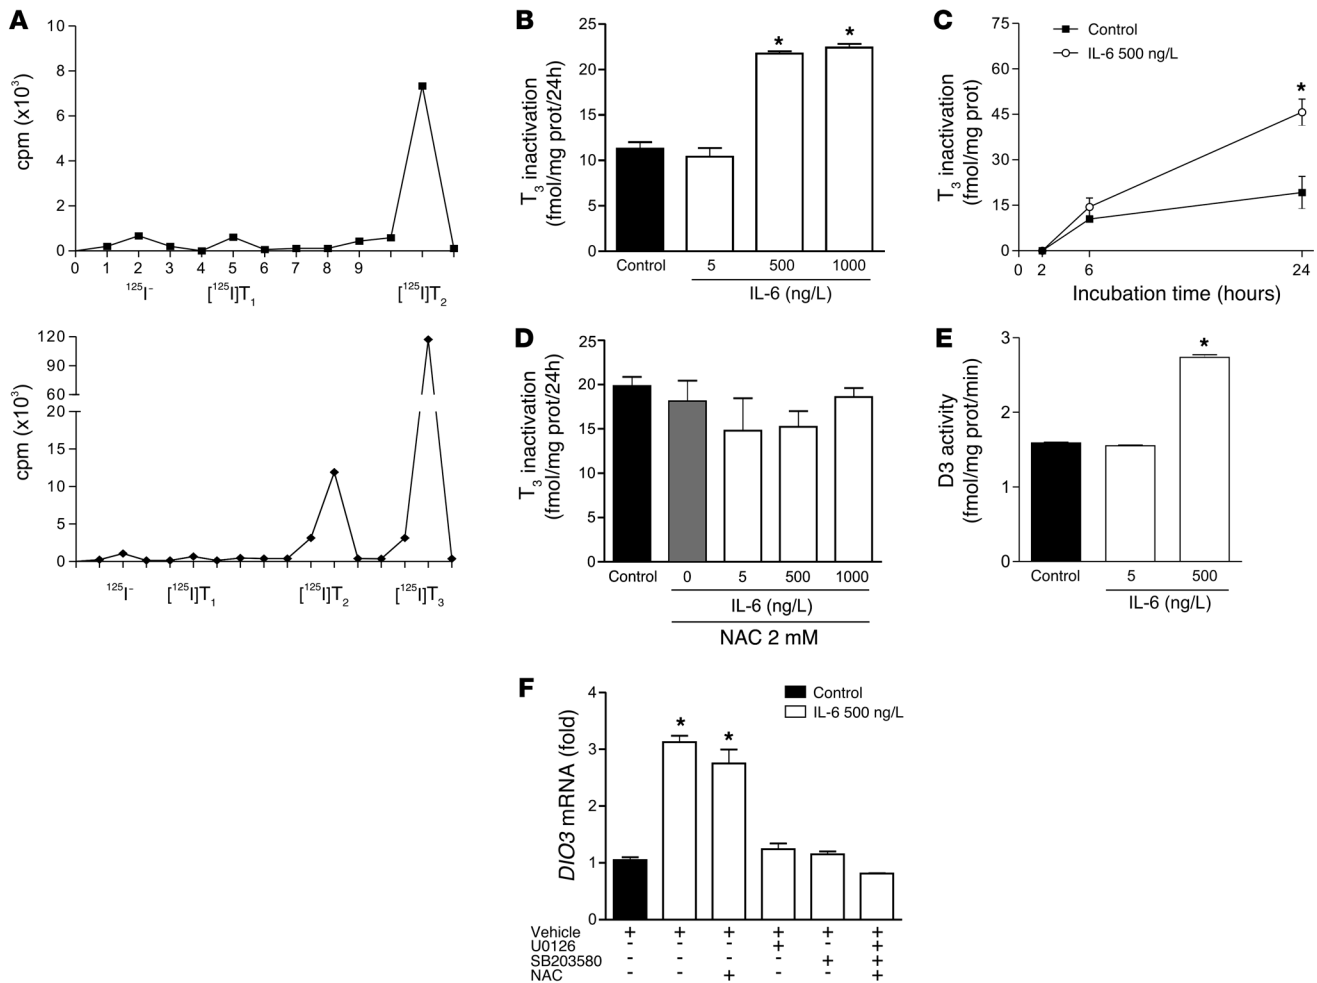 A
cpm (x10³)
10
8
6
4
2
0
0 1 2 3 4 5 6 7 8 9
¹²⁵I⁻ [¹²⁵I]T₁ [¹²⁵I]T₂
cpm (x10³)
120
90
60
20
15
10
5
0
¹²⁵I⁻ [¹²⁵I]T₁ [¹²⁵I]T₂ [¹²⁵I]T₃
B
T₃ inactivation
(fmol/mg prot/24h)
25
20
15
10
5
0
* *
Control 5 500 1000
IL-6 (ng/L)
C
T₃ inactivation
(fmol/mg prot)
75
60
45
30
15
0
Control
IL-6 500 ng/L
*
0 2 6 24
Incubation time (hours)
D
T₃ inactivation
(fmol/mg prot/24h)
25
20
15
10
5
0
Control 0 5 500 1000
IL-6 (ng/L)
NAC 2 mM
E
D3 activity
(fmol/mg prot/min)
3
2
1
0
*
Control 5 500
IL-6 (ng/L)
F
DIO3 mRNA (fold)
4
3
2
1
0
Control
IL-6 500 ng/L
* *
Vehicle + + + + + +
U0126 - - - + - +
SB203580 - - - - + +
NAC - - + - - +